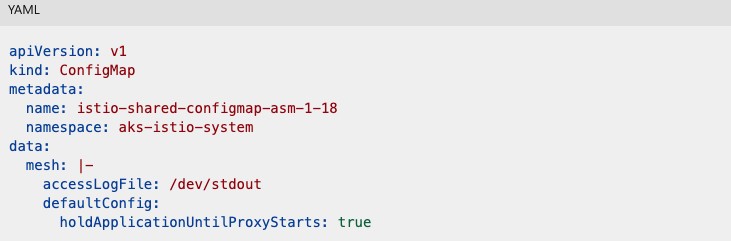 YAML
apiVersion: v1
kind: ConfigMap
metadata:
  name: istio-shared-configmap-asm-1-18
  namespace: aks-istio-system
data:
  mesh: |-
    accessLogFile: /dev/stdout
    defaultConfig:
      holdApplicationUntilProxyStarts: true